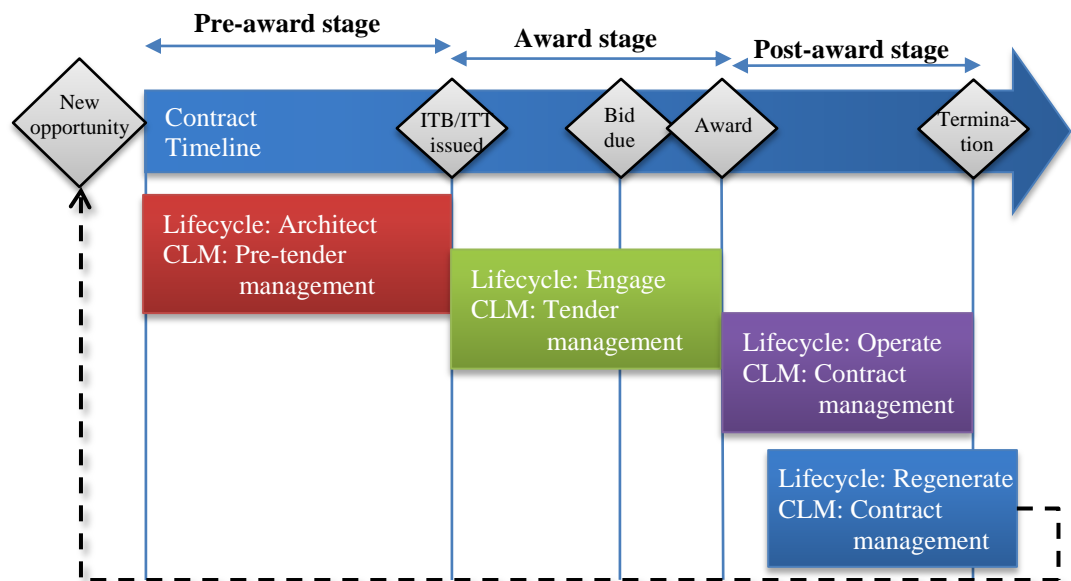 Pre-award stage
Award stage
Post-award stage
New
opportunity
Contract
Timeline
ITB/ITT
issued
Bid
due
Award
Termina-
tion
Lifecycle: Architect
CLM: Pre-tender
management
Lifecycle: Engage
CLM: Tender
management
Lifecycle: Operate
CLM: Contract
management
Lifecycle: Regenerate
CLM: Contract
management